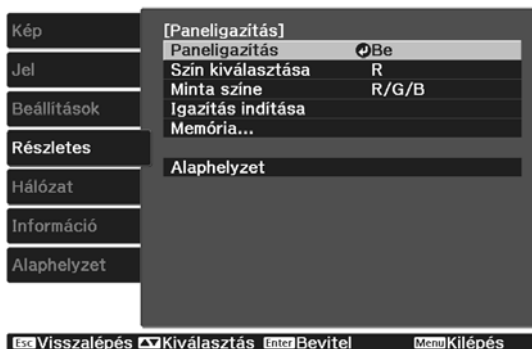 Kép
Jel
Beállítások
Részletes
Hálózat
Információ
Alaphelyzet
[Paneligazítás]
Paneligazítás Be
Szín kiválasztása R
Minta színe R/G/B
Igazítás indítása
Memória...
Alaphelyzet
Esc Visszalépés Kiválasztás Enter Bevitel Menu Kilépés